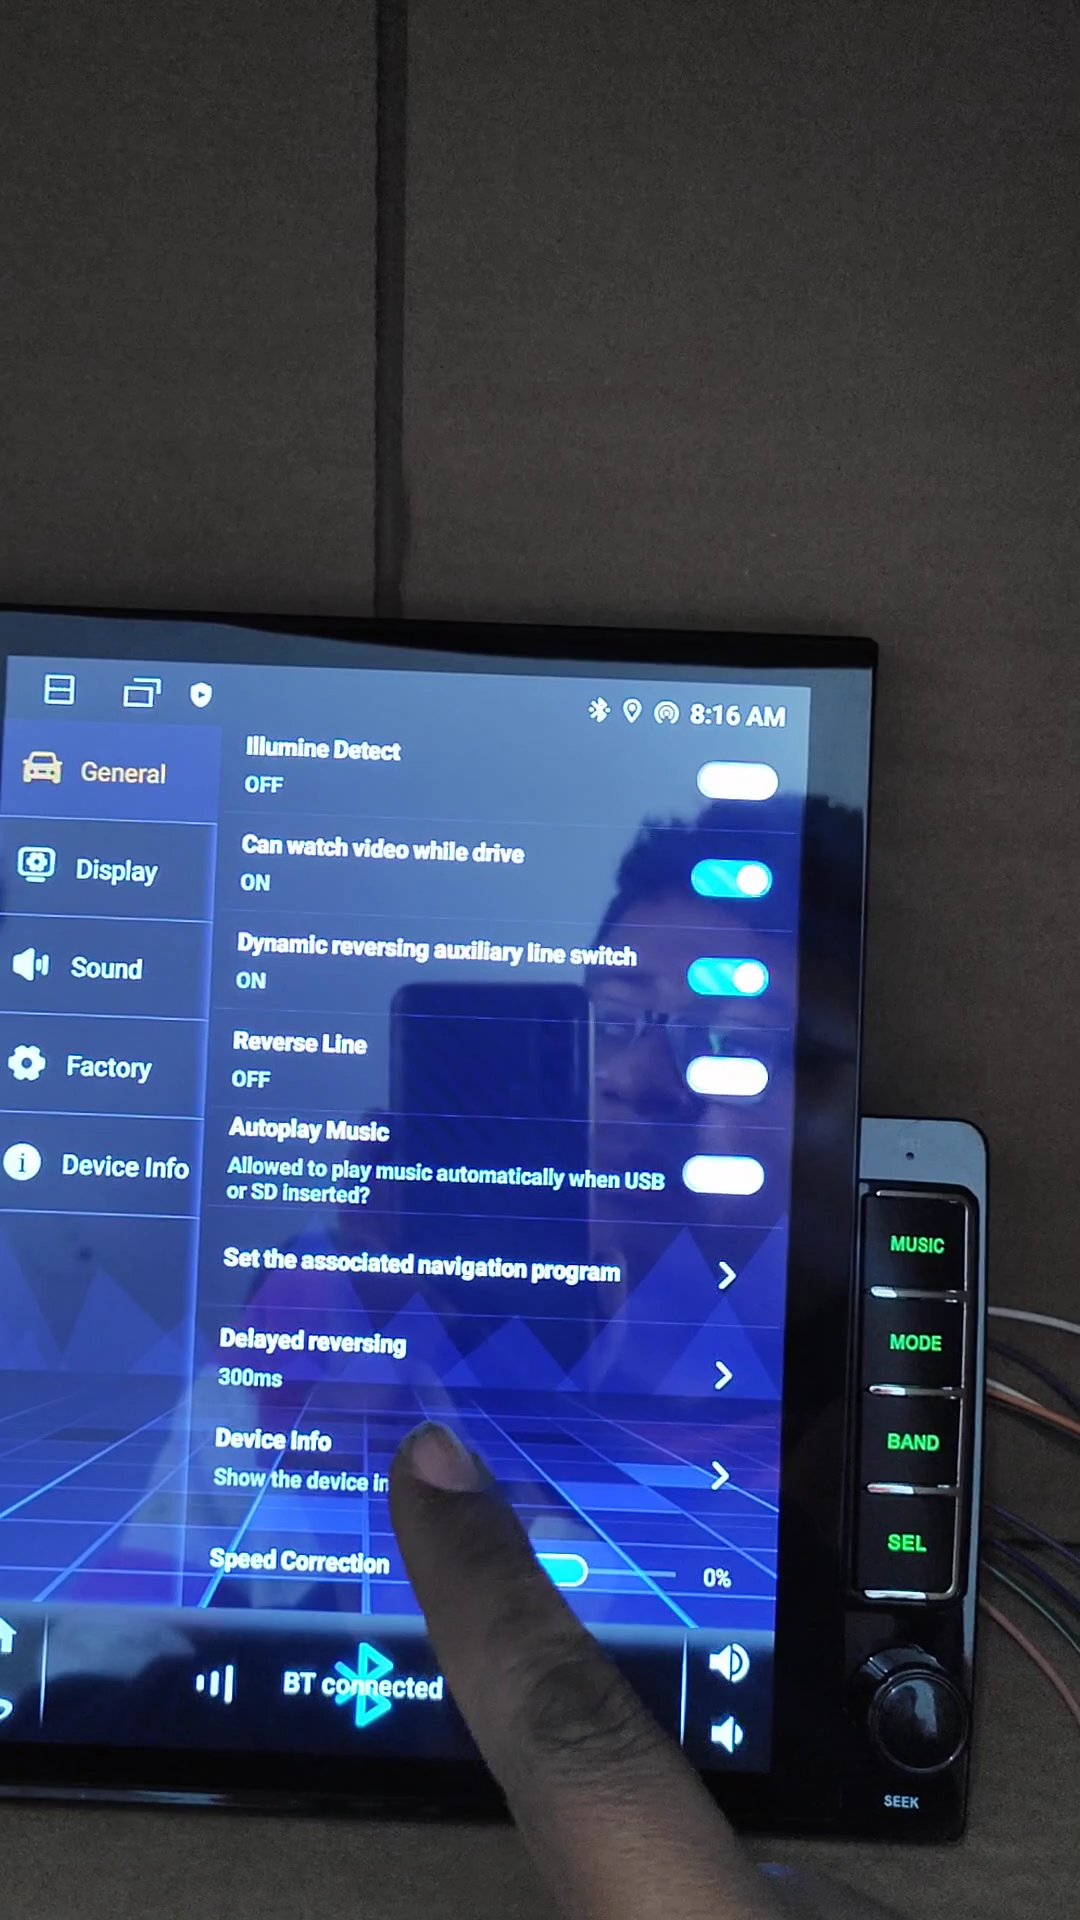 8:16 AM
General
Display
Sound
Factory
Device Info
Illumine Detect
OFF
Can watch video while drive
ON
Dynamic reversing auxiliary line switch
ON
Reverse Line
OFF
Autoplay Music
Allowed to play music automatically when USB
or SD inserted?
Set the associated navigation program
Delayed reversing
300ms
Device Info
Show the device in
Speed Correction
0%
BT connected
RST
MUSIC
MODE
BAND
SEL
SEEK